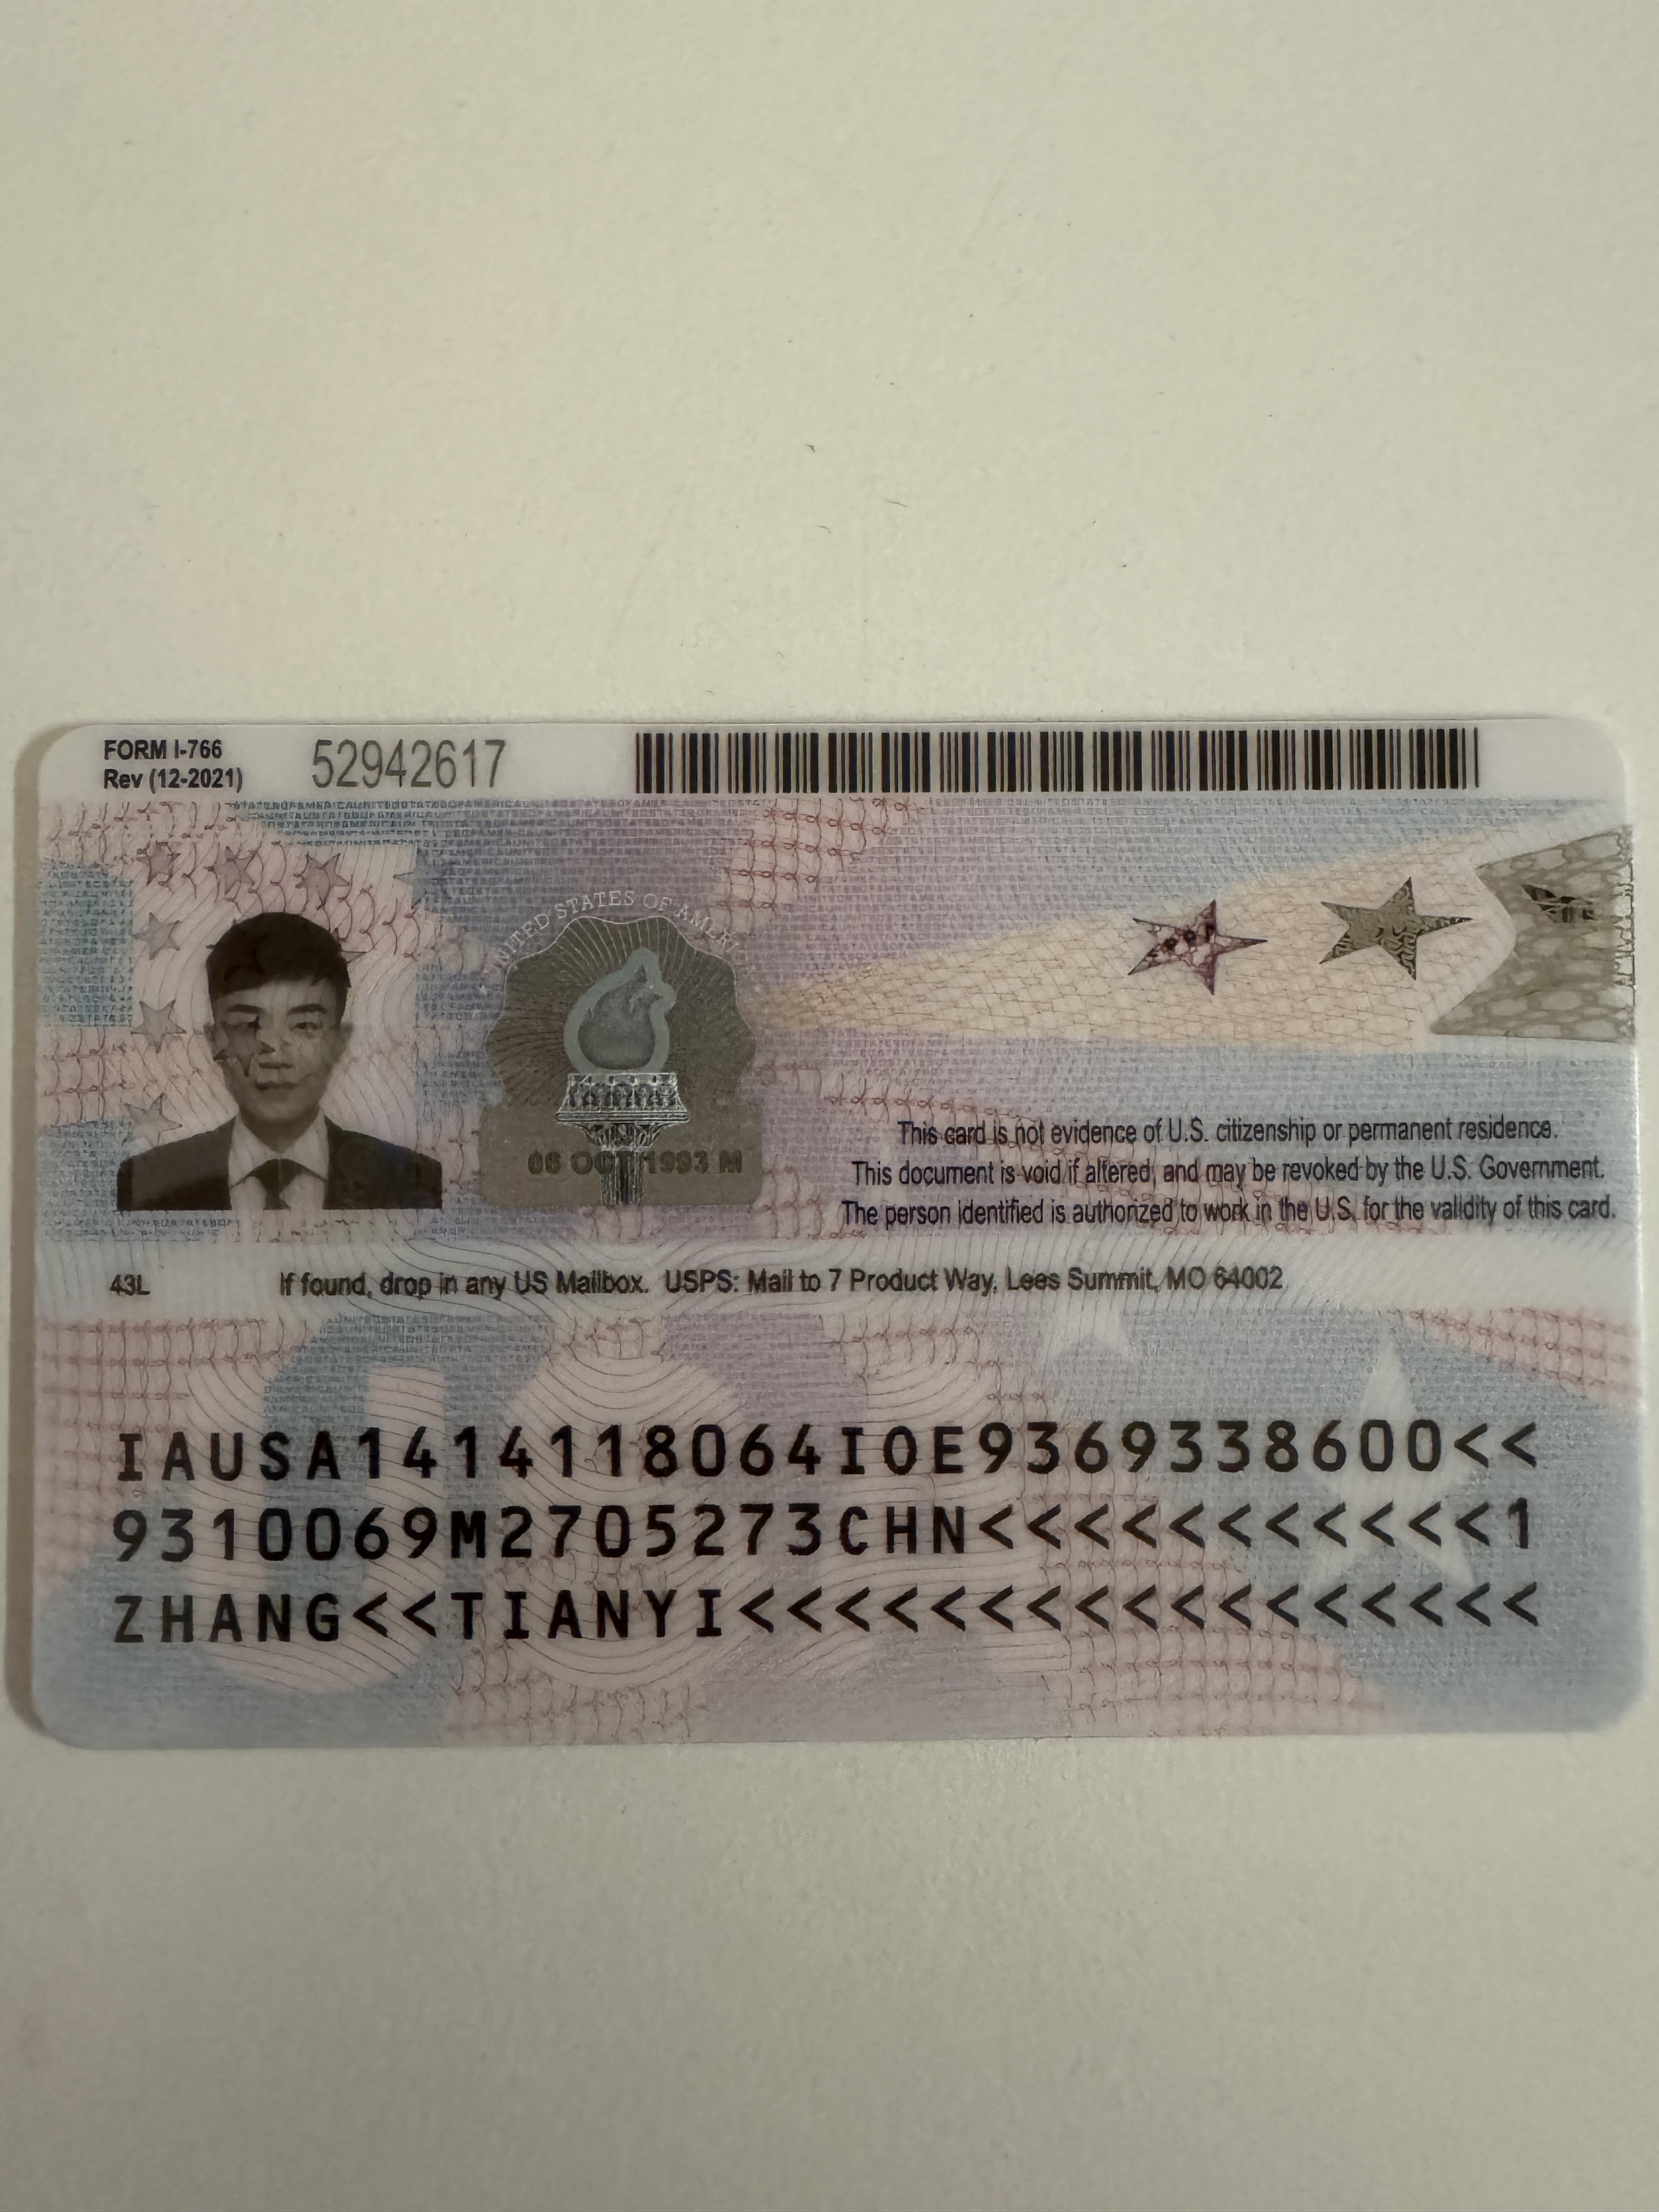 FORM I-766
Rev (12-2021)
52942617
UNITED STATES OF AMERI
06 OCT 1993 M
This card is not evidence of U.S. citizenship or permanent residence.
This document is void if altered, and may be revoked by the U.S. Government.
The person identified is authorized to work in the U.S. for the validity of this card.
43L
If found, drop in any US Mailbox. USPS: Mail to 7 Product Way, Lees Summit, MO 64002
IAUSA1414118064IOE9369338600<<
9310069M2705273CHN<<<<<<<<<<<1
ZHANG<<TIANYI<<<<<<<<<<<<<<<<<